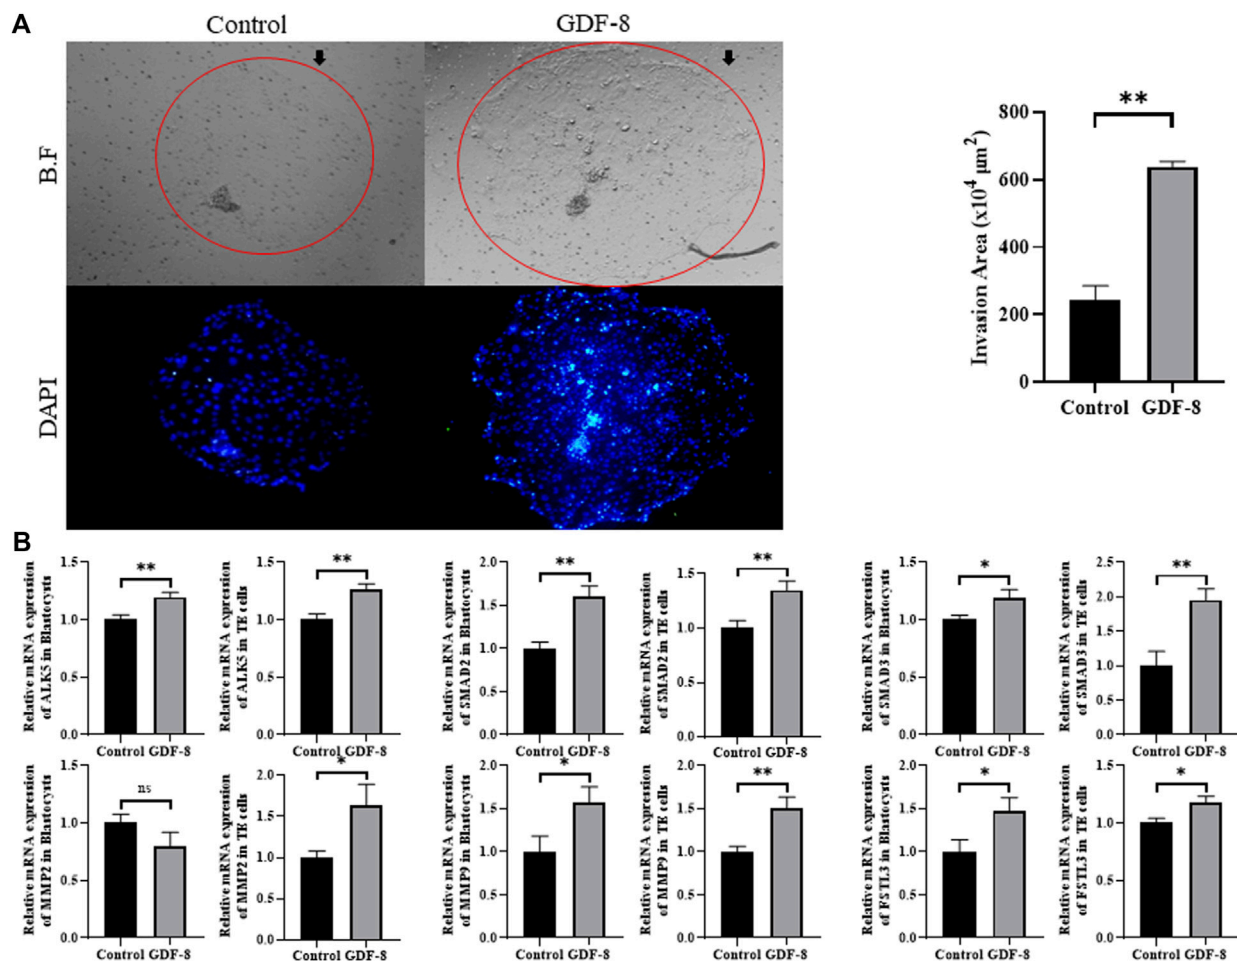 A
Control
GDF-8
B.F
DAPI
Invasion Area (x10⁴ µm²)
800
600
400
200
0
**
Control GDF-8
B
Relative mRNA expression
of ALK5 in Blastocysts
1.5
1.0
0.5
0.0
**
Control GDF-8
Relative mRNA expression
of ALK5 in TE cells
1.5
1.0
0.5
0.0
**
Control GDF-8
Relative mRNA expression
of SMAD2 in Blastocysts
2.0
1.5
1.0
0.5
0.0
**
Control GDF-8
Relative mRNA expression
of SMAD2 in TE cells
1.5
1.0
0.5
0.0
**
Control GDF-8
Relative mRNA expression
of SMAD3 in Blastocysts
1.5
1.0
0.5
0.0
*
Control GDF-8
Relative mRNA expression
of SMAD3 in TE cells
2.5
2.0
1.5
1.0
0.5
0.0
**
Control GDF-8
Relative mRNA expression
of MMP2 in Blastocysts
1.5
1.0
0.5
0.0
ns
Control GDF-8
Relative mRNA expression
of MMP2 in TE cells
2.0
1.5
1.0
0.5
0.0
*
Control GDF-8
Relative mRNA expression
of MMP9 in Blastocysts
2.0
1.5
1.0
0.5
0.0
*
Control GDF-8
Relative mRNA expression
of MMP9 in TE cells
2.0
1.5
1.0
0.5
0.0
**
Control GDF-8
Relative mRNA expression
of FSTL3 in Blastocysts
2.0
1.5
1.0
0.5
0.0
*
Control GDF-8
Relative mRNA expression
of FSTL3 in TE cells
1.5
1.0
0.5
0.0
*
Control GDF-8